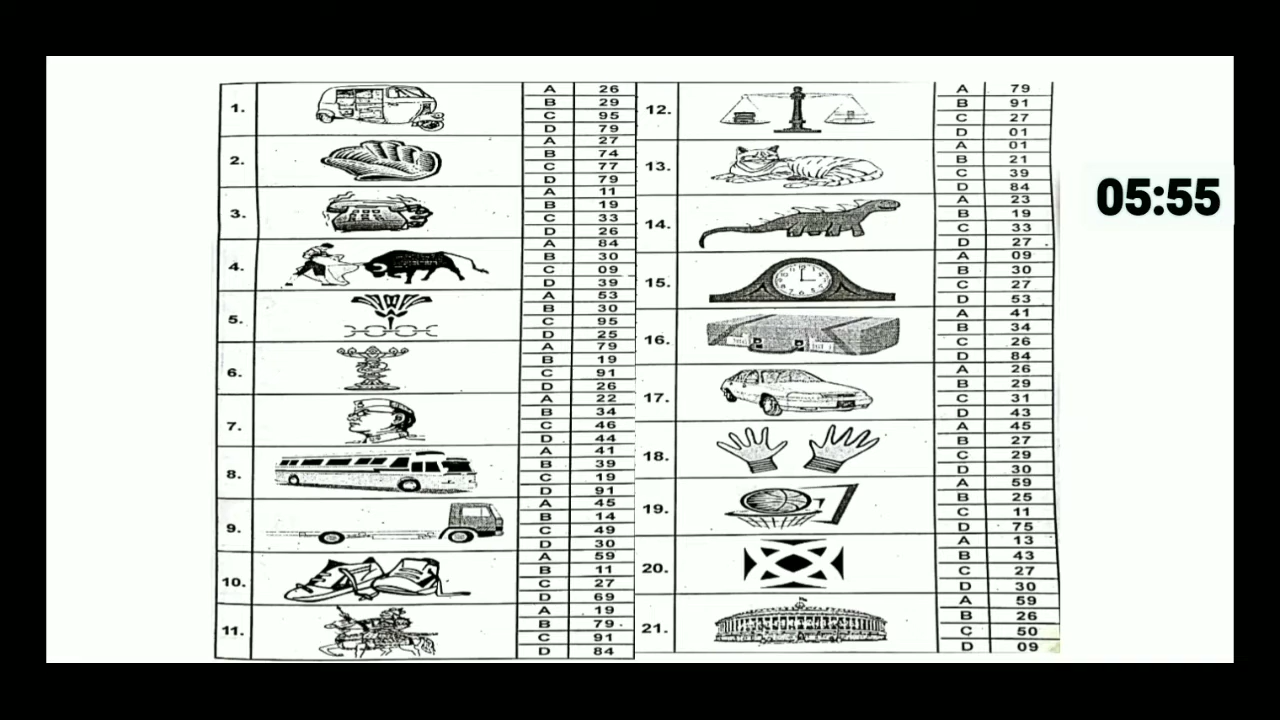 1.
A 26
B 29
C 95
D 79
2.
A 27
B 74
C 77
D 79
3.
A 11
B 19
C 33
D 26
4.
A 84
B 30
C 09
D 39
5.
A 53
B 30
C 95
D 25
6.
A 79
B 19
C 91
D 26
7.
A 22
B 34
C 46
D 44
8.
A 41
B 39
C 19
D 91
9.
A 45
B 14
C 49
D 30
10.
A 59
B 11
C 27
D 69
11.
A 19
B 79
C 91
D 84
12.
A 79
B 91
C 27
D 01
13.
A 01
B 21
C 39
D 84
14.
A 23
B 19
C 33
D 27
15.
A 09
B 30
C 27
D 53
16.
A 41
B 34
C 26
D 84
17.
A 26
B 29
C 31
D 43
18.
A 45
B 27
C 29
D 30
19.
A 59
B 25
C 11
D 75
20.
A 13
B 43
C 27
D 30
21.
A 59
B 26
C 50
D 09
05:55